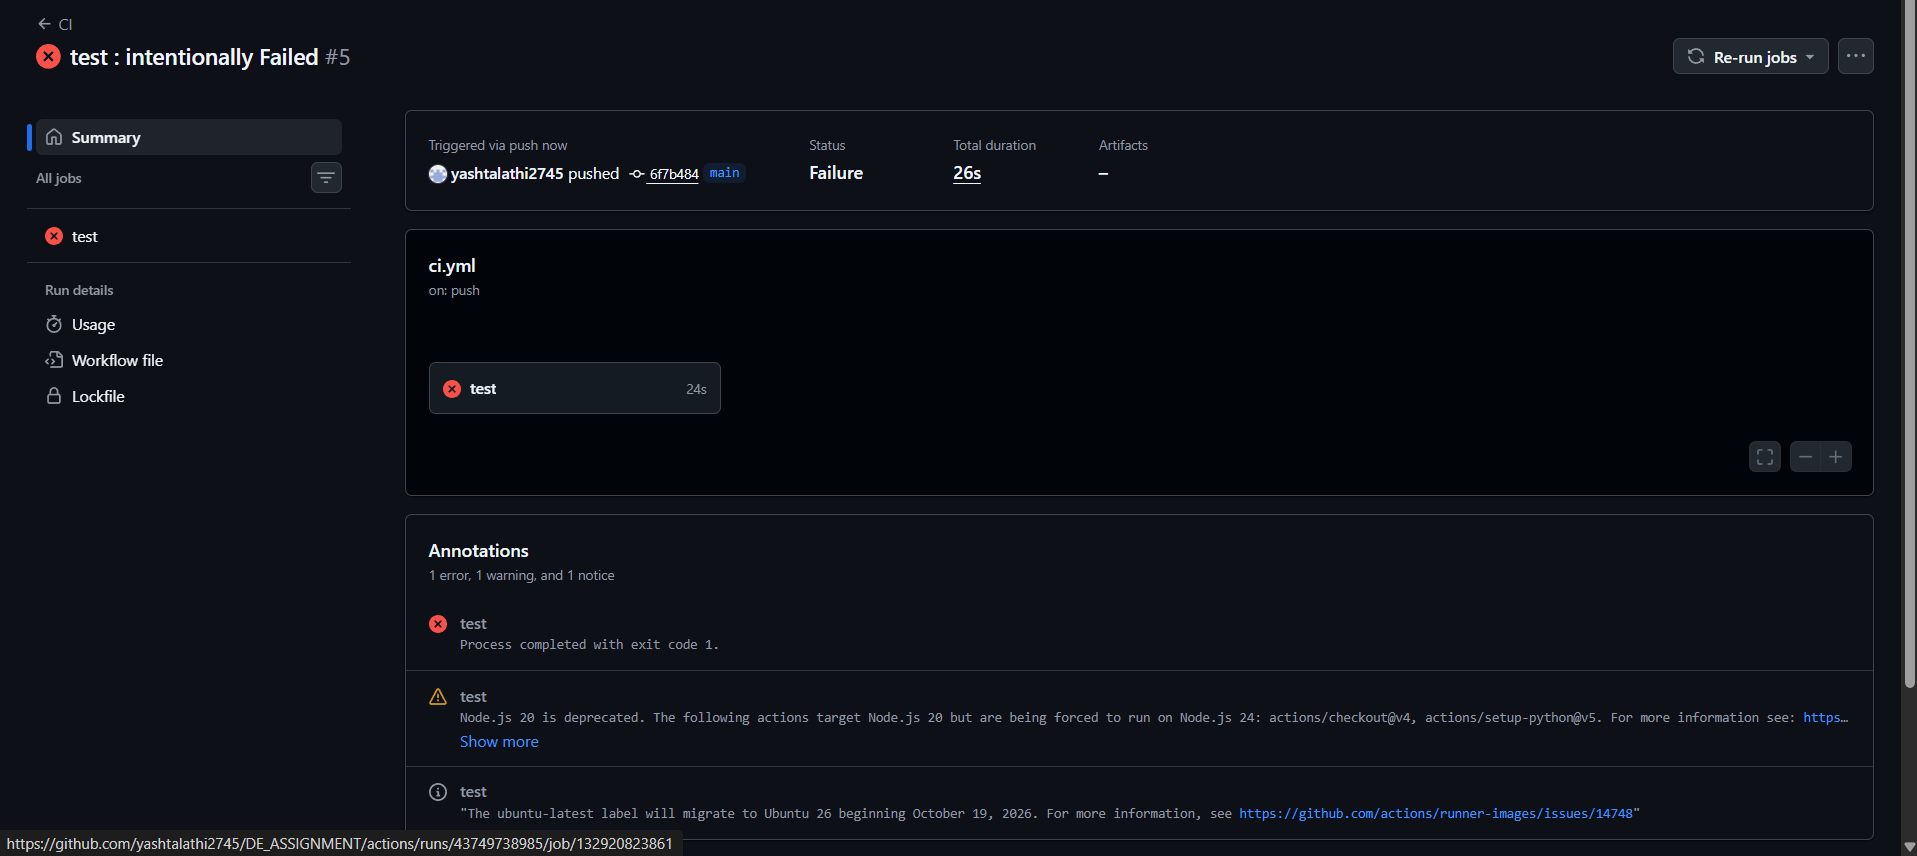 CI
test : intentionally Failed #5
Re-run jobs
Summary
All jobs
test
Run details
Usage
Workflow file
Lockfile
Triggered via push now
yashtalathi2745 pushed 6f7b484 main
Status
Failure
Total duration
26s
Artifacts
–
ci.yml
on: push
test 24s
Annotations
1 error, 1 warning, and 1 notice
test
Process completed with exit code 1.
test
Node.js 20 is deprecated. The following actions target Node.js 20 but are being forced to run on Node.js 24: actions/checkout@v4, actions/setup-python@v5. For more information see: https…
Show more
test
"The ubuntu-latest label will migrate to Ubuntu 26 beginning October 19, 2026. For more information, see https://github.com/actions/runner-images/issues/14748"
https://github.com/yashtalathi2745/DE_ASSIGNMENT/actions/runs/43749738985/job/132920823861